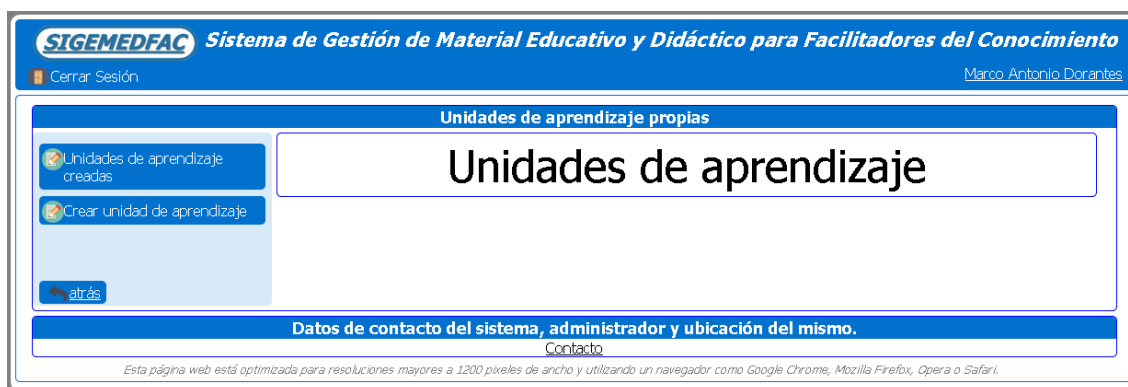 SIGEMEDFAC Sistema de Gestión de Material Educativo y Didáctico para Facilitadores del Conocimiento
Cerrar Sesión
Marco Antonio Dorantes
Unidades de aprendizaje propias
Unidades de aprendizaje
creadas
Crear unidad de aprendizaje
atrás
Unidades de aprendizaje
Datos de contacto del sistema, administrador y ubicación del mismo.
Contacto
Esta página web está optimizada para resoluciones mayores a 1200 pixeles de ancho y utilizando un navegador como Google Chrome, Mozilla Firefox, Opera o Safari.